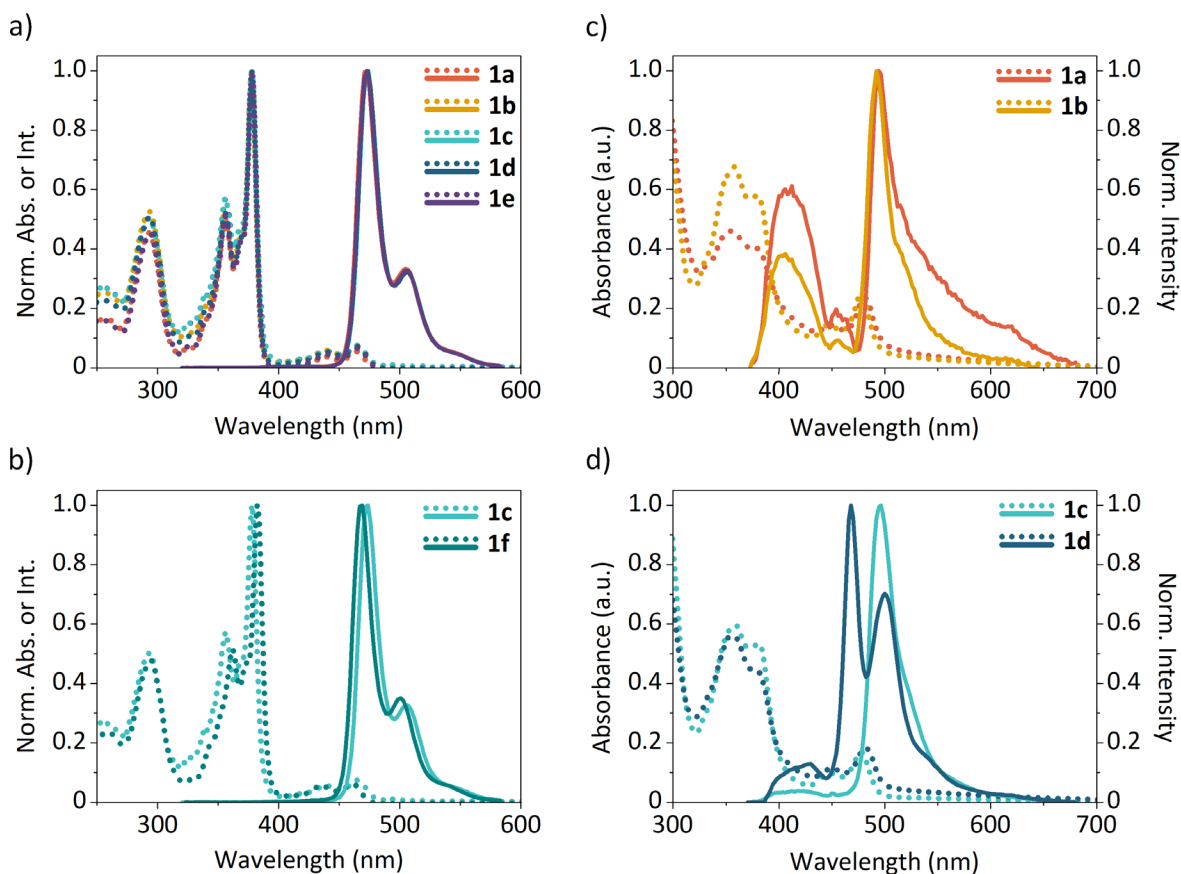 a)
1.0
0.8
0.6
0.4
0.2
0
Norm. Abs. or Int.
1a
1b
1c
1d
1e
300
400
500
600
Wavelength (nm)
c)
1.0
0.8
0.6
0.4
0.2
0
Absorbance (a.u.)
1a
1b
1.0
0.8
0.6
0.4
0.2
0
Norm. Intensity
300
400
500
600
700
Wavelength (nm)
b)
1.0
0.8
0.6
0.4
0.2
0
Norm. Abs. or Int.
1c
1f
300
400
500
600
Wavelength (nm)
d)
1.0
0.8
0.6
0.4
0.2
0
Absorbance (a.u.)
1c
1d
1.0
0.8
0.6
0.4
0.2
0
Norm. Intensity
300
400
500
600
700
Wavelength (nm)